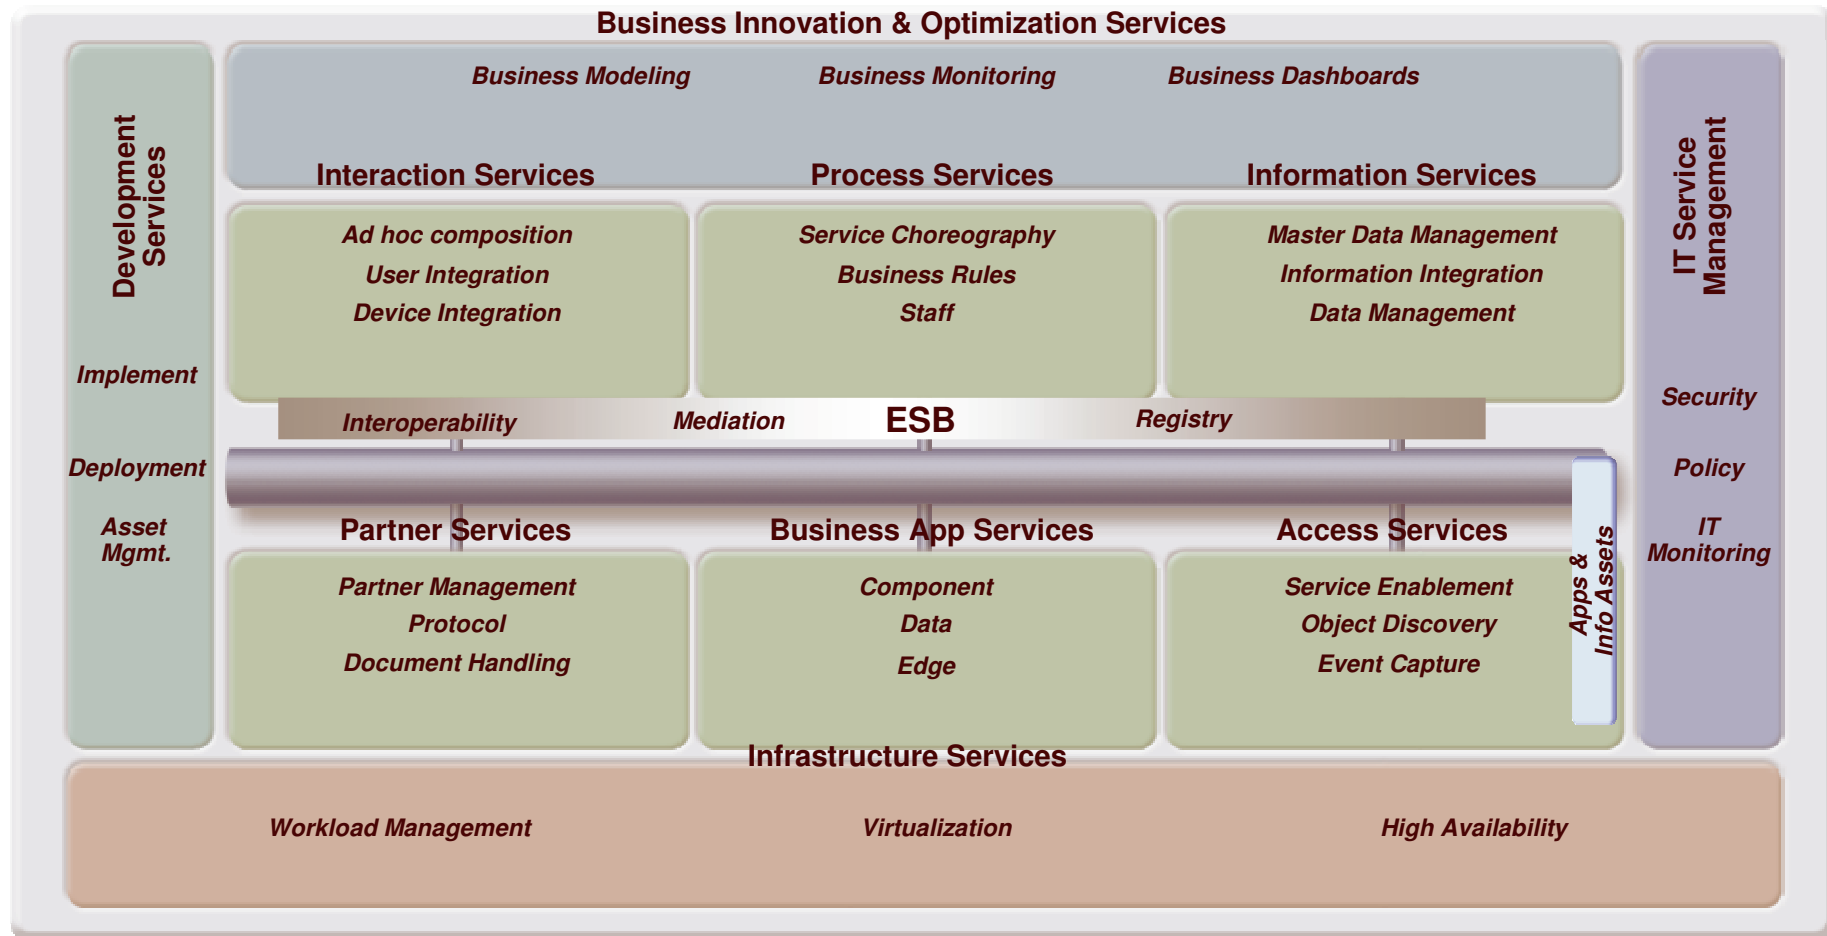 Business Innovation & Optimization Services
Business Modeling
Business Monitoring
Business Dashboards
Development
Services
Implement
Deployment
Asset
Mgmt.
Interaction Services
Ad hoc composition
User Integration
Device Integration
Process Services
Service Choreography
Business Rules
Staff
Information Services
Master Data Management
Information Integration
Data Management
IT Service
Management
Security
Policy
IT
Monitoring
Interoperability
Mediation
ESB
Registry
Partner Services
Partner Management
Protocol
Document Handling
Business App Services
Component
Data
Edge
Access Services
Service Enablement
Object Discovery
Event Capture
Apps &
Info Assets
Infrastructure Services
Workload Management
Virtualization
High Availability